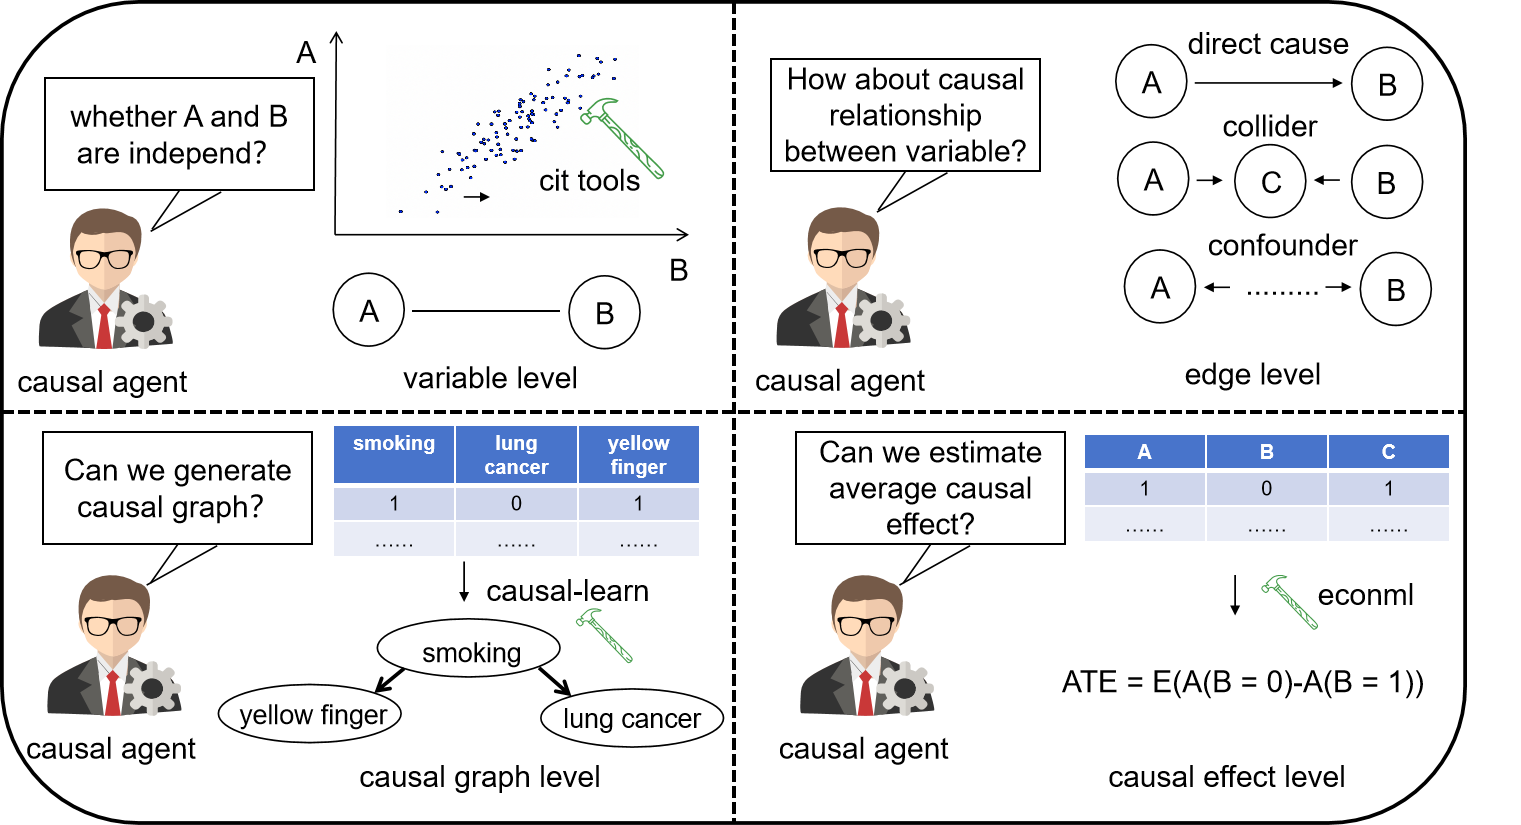 A
whether A and B
are independ?
cit tools
B
A
B
causal agent
variable level
How about causal
relationship
between variable?
direct cause
A
B
collider
A
C
B
confounder
A
.........
B
causal agent
edge level
Can we generate
causal graph?
smoking
lung
cancer
yellow
finger
1
0
1
......
......
......
causal-learn
smoking
yellow finger
lung cancer
causal agent
causal graph level
Can we estimate
average causal
effect?
A
B
C
1
0
1
......
......
......
econml
ATE = E(A(B = 0)-A(B = 1))
causal agent
causal effect level